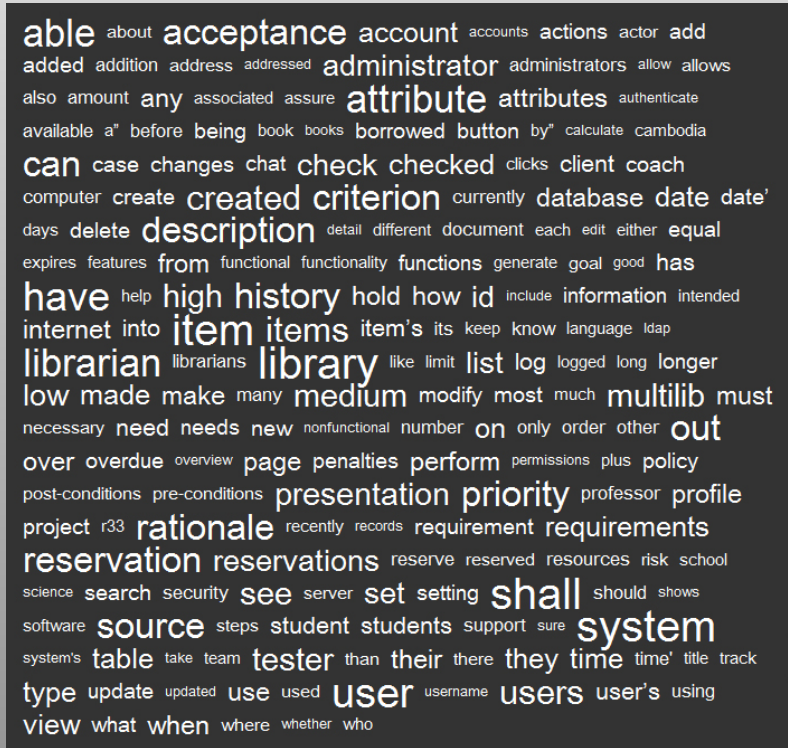 able about acceptance account accounts actions actor add
added addition address addressed administrator administrators allow allows
also amount any associated assure attribute attributes authenticate
available a” before being book books borrowed button by” calculate cambodia
can case changes chat check checked clicks client coach
computer create created criterion currently database date date’
days delete description detail different document each edit either equal
expires features from functional functionality functions generate goal good has
have help high history hold how id include information intended
internet into item items item’s its keep know language ldap
librarian librarians library like limit list log logged long longer
low made make many medium modify most much multilib must
necessary need needs new nonfunctional number on only order other out
over overdue overview page penalties perform permissions plus policy
post-conditions pre-conditions presentation priority professor profile
project r33 rationale recently records requirement requirements
reservation reservations reserve reserved resources risk school
science search security see server set setting shall should shows
software source steps student students support sure system
system's table take team tester than their there they time time' title track
type update updated use used user username users user’s using
view what when where whether who